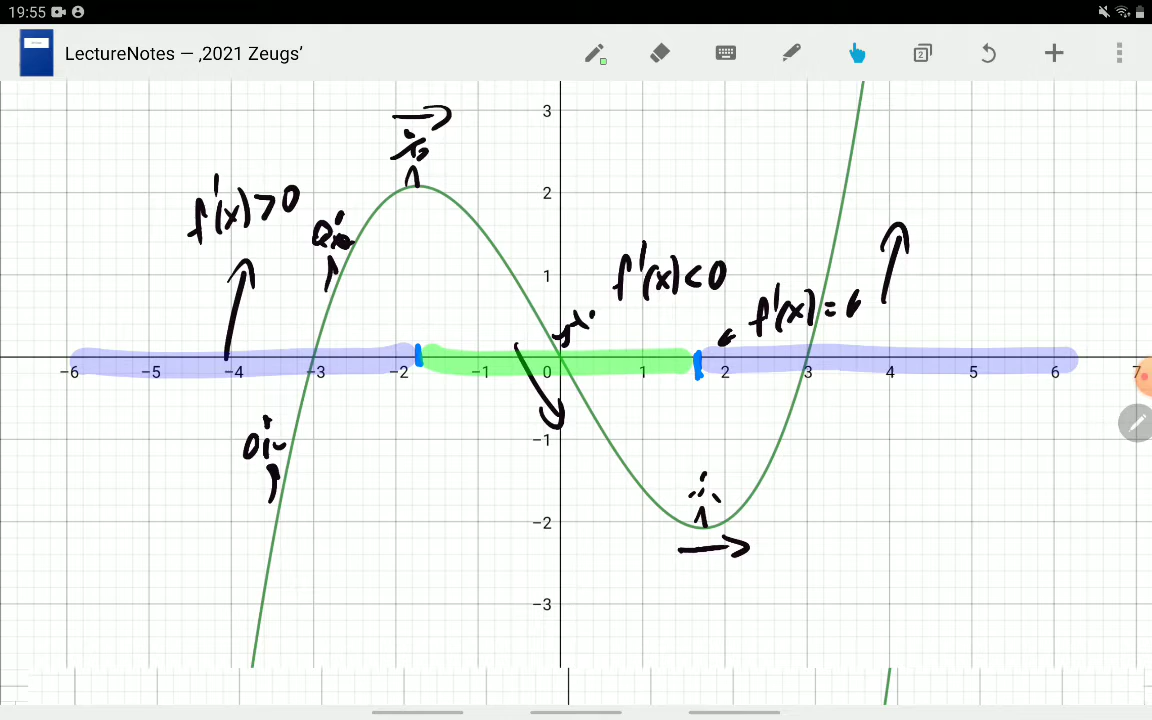 19:55
LectureNotes – ‚2021 Zeugs'
2
3
2
f'(x) > 0
1
f'(x) < 0
f'(x) = 0
−6 −5 −4 −3 −2 −1 0 1 2 3 4 5 6 7
−1
−2
−3